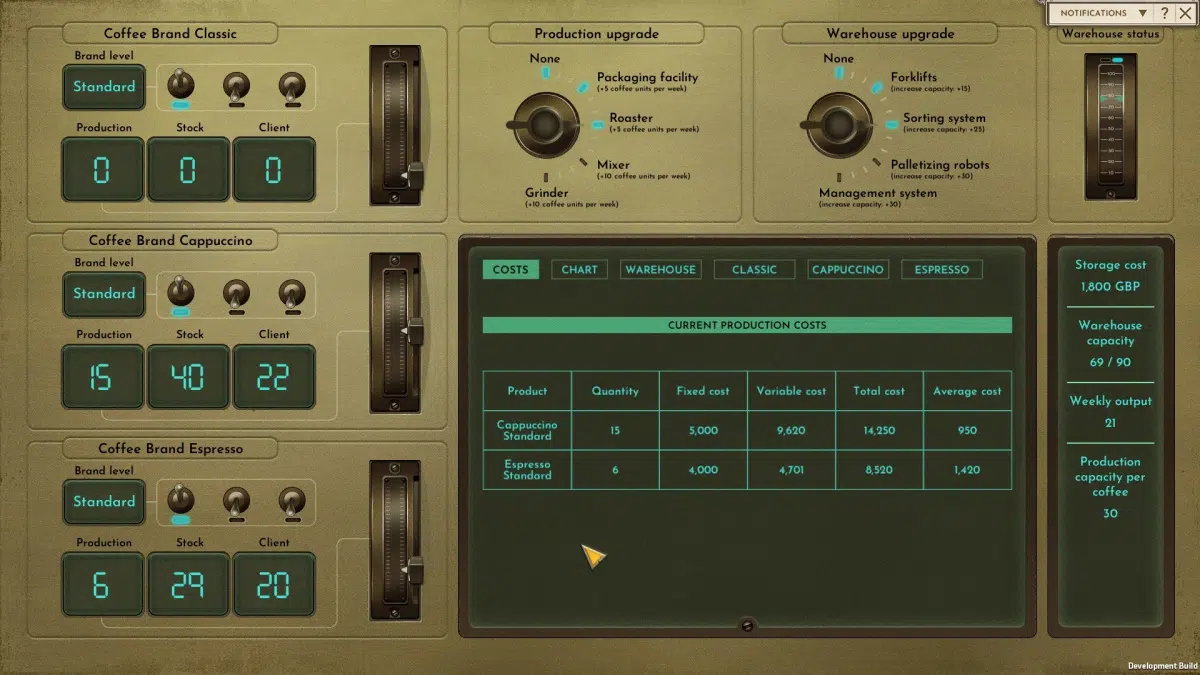 NOTIFICATIONS ▼ ? X
Coffee Brand Classic
Brand level
Standard
Production Stock Client
0 0 0
Coffee Brand Cappuccino
Brand level
Standard
Production Stock Client
15 40 22
Coffee Brand Espresso
Brand level
Standard
Production Stock Client
6 29 20
Production upgrade
None
Packaging facility
(+5 coffee units per week)
Roaster
(+5 coffee units per week)
Mixer
(+10 coffee units per week)
Grinder
(+10 coffee units per week)
Warehouse upgrade
None
Forklifts
(increase capacity: +15)
Sorting system
(increase capacity: +25)
Palletizing robots
(increase capacity: +30)
Management system
(increase capacity: +30)
Warehouse status
COSTS CHART WAREHOUSE CLASSIC CAPPUCCINO ESPRESSO
CURRENT PRODUCTION COSTS
Product Quantity Fixed cost Variable cost Total cost Average cost
Cappuccino
Standard 15 5,000 9,620 14,250 950
Espresso
Standard 6 4,000 4,701 8,520 1,420
Storage cost
1,800 GBP
Warehouse
capacity
69 / 90
Weekly output
21
Production
capacity per
coffee
30
Development Build